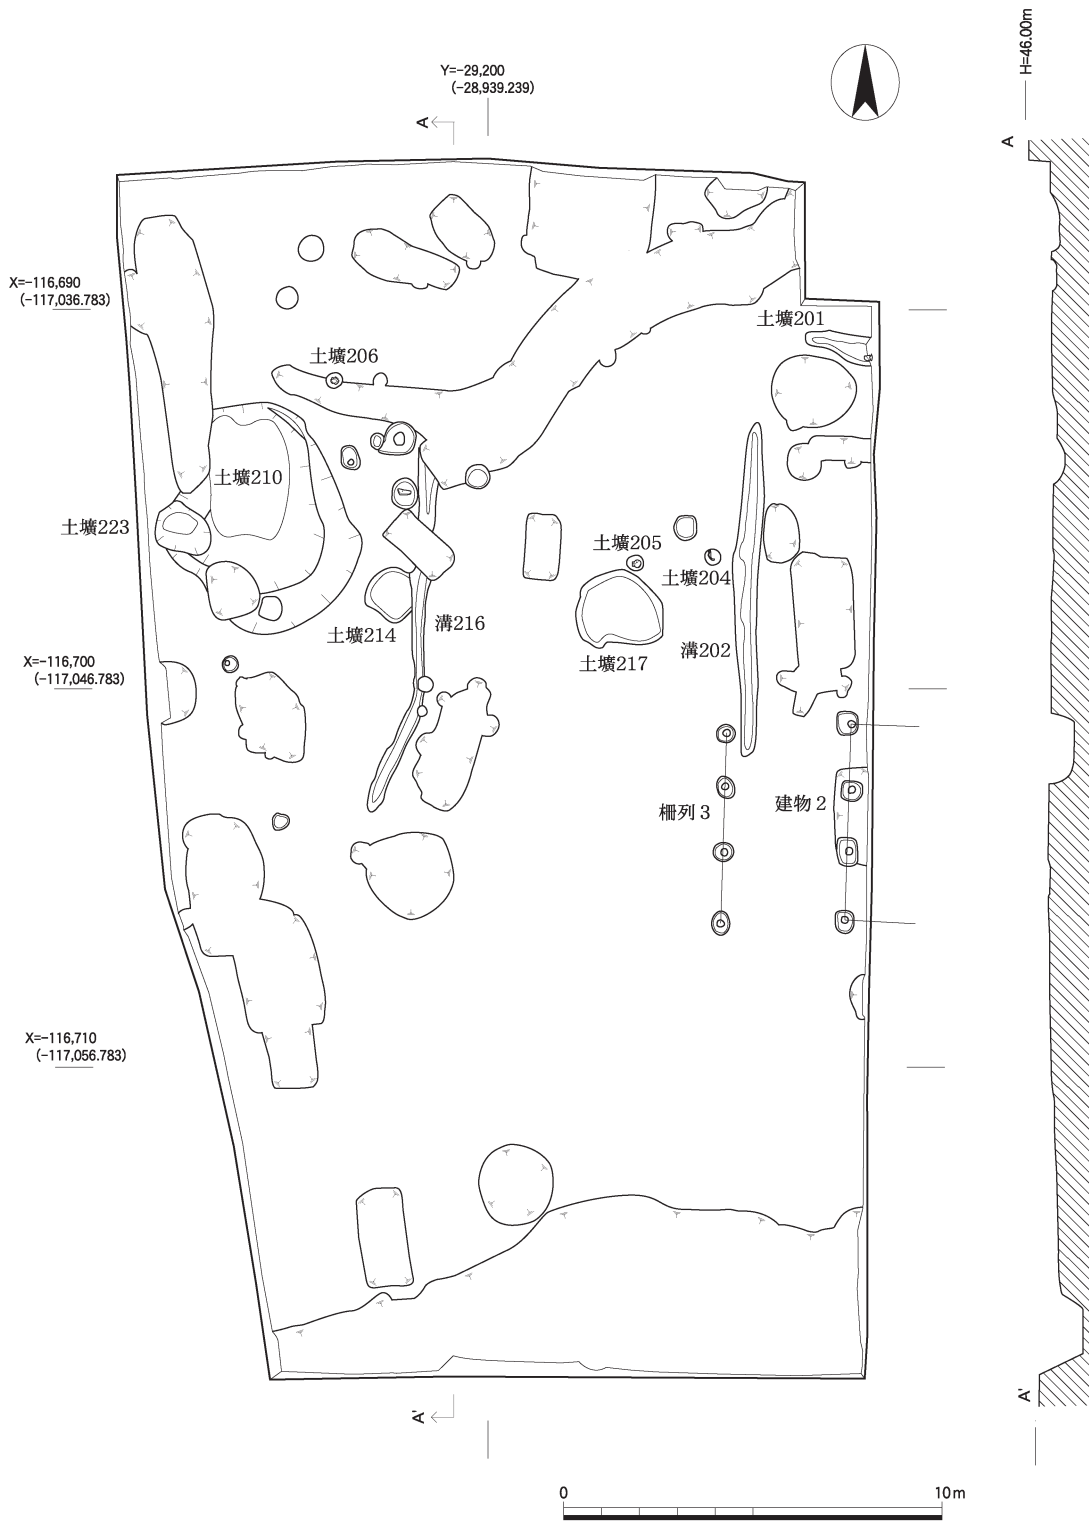 Y=-29,200
(-28,939.239)
H=46.00m
A
A
X=-116,690
(-117,036.783)
土壙201
土壙206
土壙210
土壙223
土壙205
土壙204
土壙214
溝216
土壙217
溝202
X=-116,700
(-117,046.783)
柵列3
建物2
X=-116,710
(-117,056.783)
A'
A'
0
10m